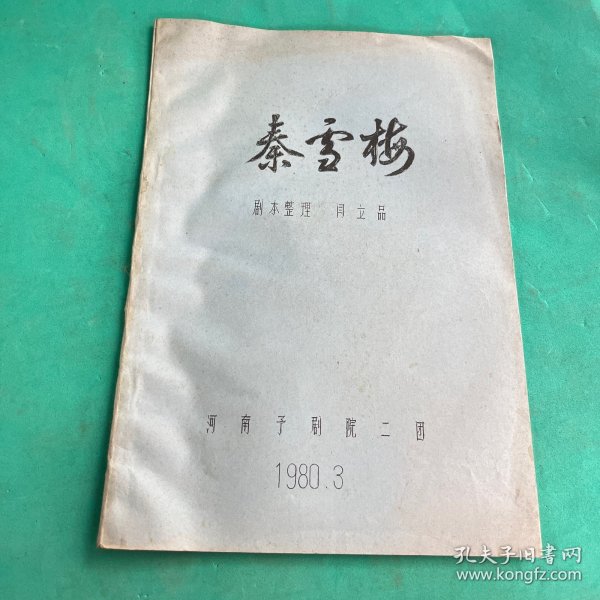 秦雪梅
剧本整理 闫立品
河南予剧院二团
1980.3
孔夫子旧书网
www.kongfz.com